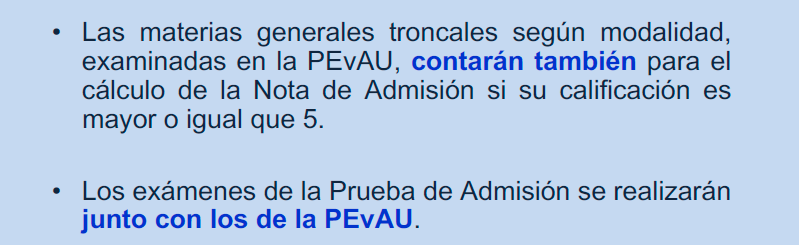 • Las materias generales troncales según modalidad,
examinadas en la PEvAU, contarán también para el
cálculo de la Nota de Admisión si su calificación es
mayor o igual que 5.
• Los exámenes de la Prueba de Admisión se realizarán
junto con los de la PEvAU.